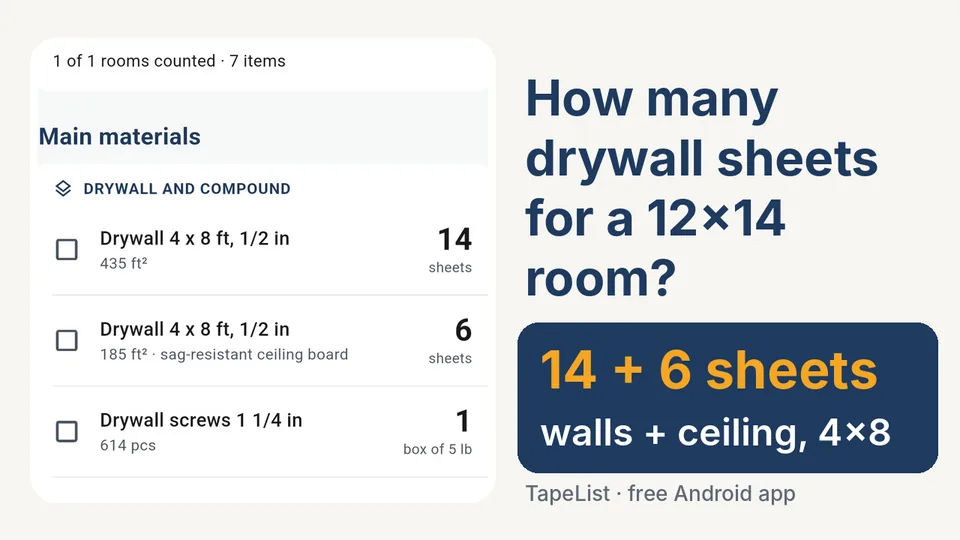 1 of 1 rooms counted · 7 items
Main materials
DRYWALL AND COMPOUND
Drywall 4 x 8 ft, 1/2 in
14
435 ft²
sheets
Drywall 4 x 8 ft, 1/2 in
6
185 ft² · sag-resistant ceiling board
sheets
Drywall screws 1 1/4 in
1
614 pcs
box of 5 lb
How many
drywall sheets
for a 12×14
room?
14 + 6 sheets
walls + ceiling, 4×8
TapeList · free Android app